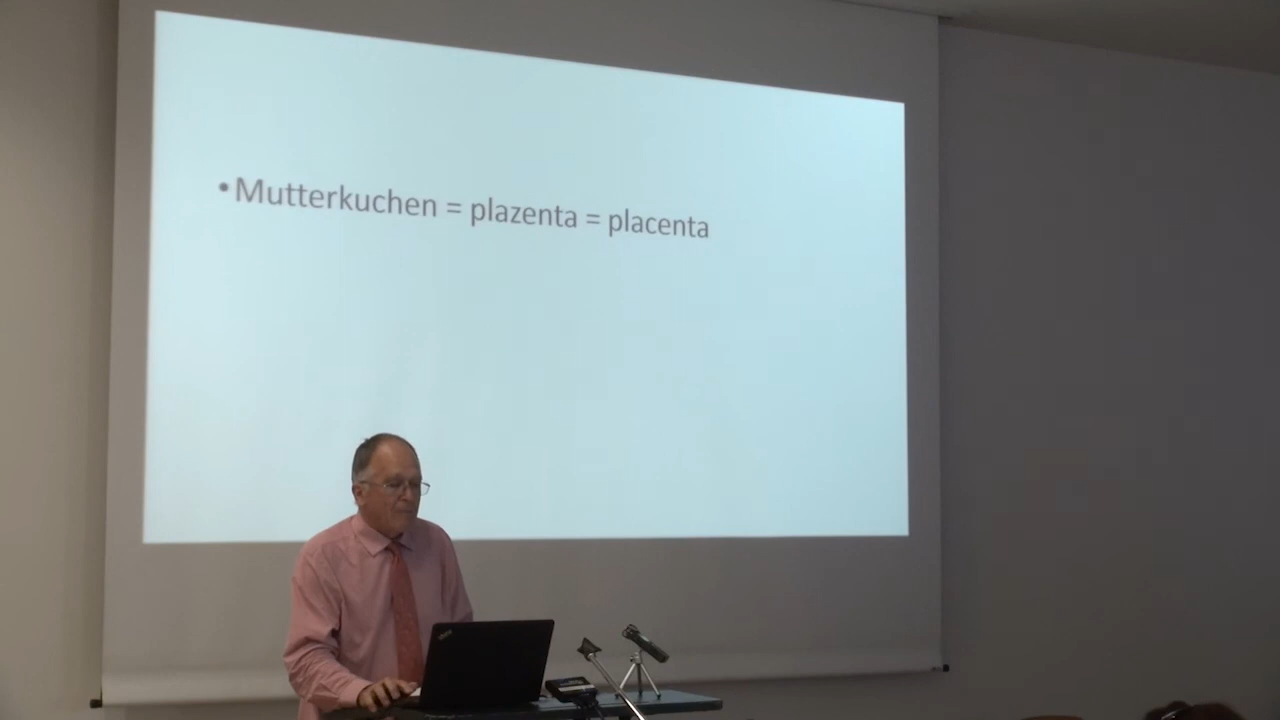 •Mutterkuchen = plazenta = placenta